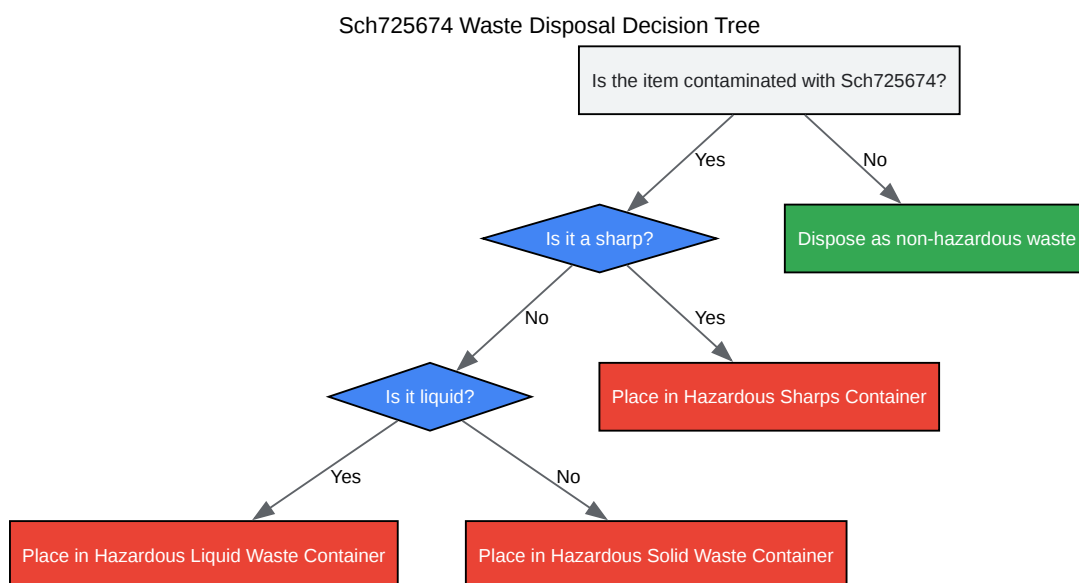 Sch725674 Waste Disposal Decision Tree
Is the item contaminated with Sch725674?
Yes
No
Is it a sharp?
Dispose as non-hazardous waste
No
Yes
Is it liquid?
Place in Hazardous Sharps Container
Yes
No
Place in Hazardous Liquid Waste Container
Place in Hazardous Solid Waste Container